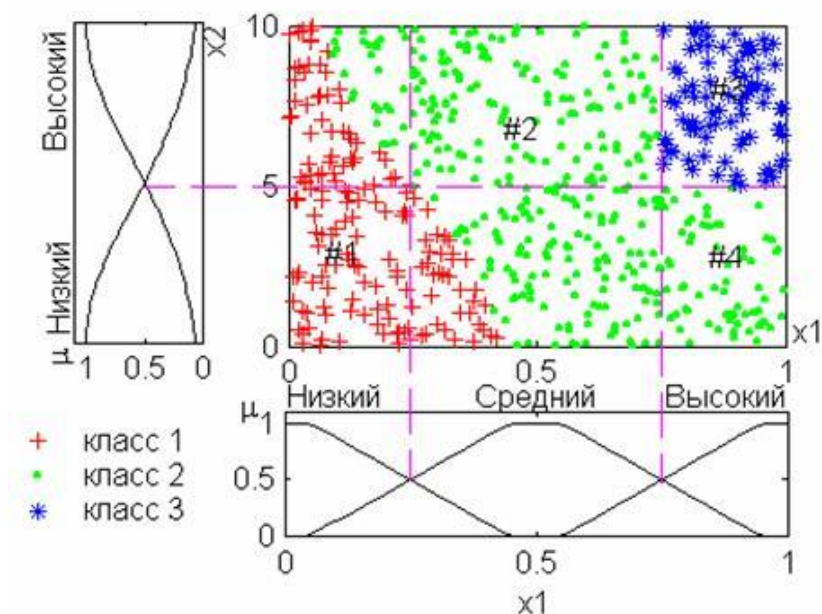 μ Низкий Высокий
x2
1 0.5 0
10
5
0
0.5
1
x1
#1
#2
#3
#4
Низкий Средний Высокий
μ
1
0.5
0
0 0.5 1
x1
класс 1
класс 2
класс 3